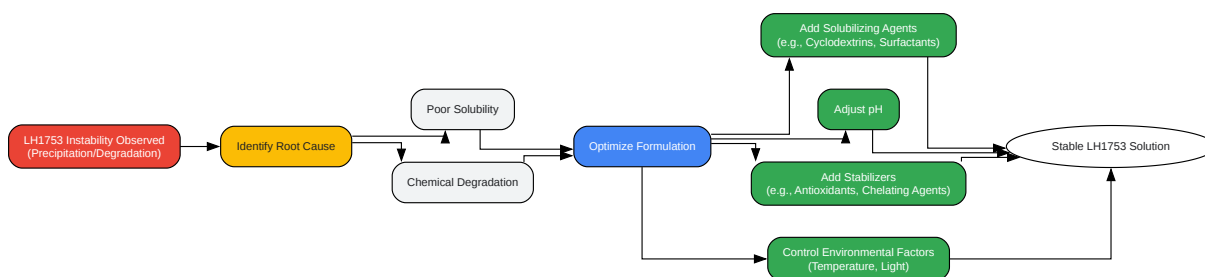 LH1753 Instability Observed
(Precipitation/Degradation)
Identify Root Cause
Poor Solubility
Chemical Degradation
Optimize Formulation
Add Solubilizing Agents
(e.g., Cyclodextrins, Surfactants)
Adjust pH
Add Stabilizers
(e.g., Antioxidants, Chelating Agents)
Control Environmental Factors
(Temperature, Light)
Stable LH1753 Solution